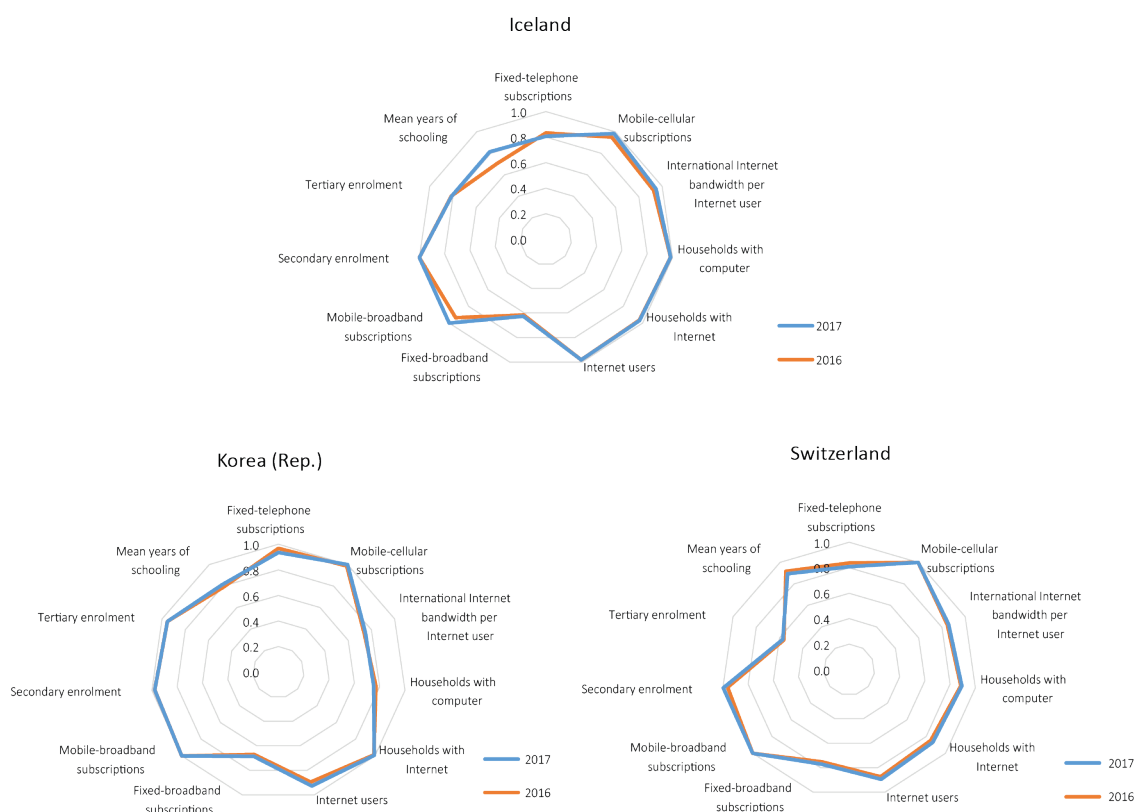 Iceland
Fixed-telephone
subscriptions
Mobile-cellular
subscriptions
International Internet
bandwidth per
Internet user
Households with
computer
Households with
Internet
Internet users
Fixed-broadband
subscriptions
Mobile-broadband
subscriptions
Secondary enrolment
Tertiary enrolment
Mean years of
schooling
1.0
0.8
0.6
0.4
0.2
0.0
2017
2016
Korea (Rep.)
Fixed-telephone
subscriptions
Mobile-cellular
subscriptions
International Internet
bandwidth per
Internet user
Households with
computer
Households with
Internet
Internet users
Fixed-broadband
subscriptions
Mobile-broadband
subscriptions
Secondary enrolment
Tertiary enrolment
Mean years of
schooling
1.0
0.8
0.6
0.4
0.2
0.0
2017
2016
Switzerland
Fixed-telephone
subscriptions
Mobile-cellular
subscriptions
International Internet
bandwidth per
Internet user
Households with
computer
Households with
Internet
Internet users
Fixed-broadband
subscriptions
Mobile-broadband
subscriptions
Secondary enrolment
Tertiary enrolment
Mean years of
schooling
1.0
0.8
0.6
0.4
0.2
0.0
2017
2016